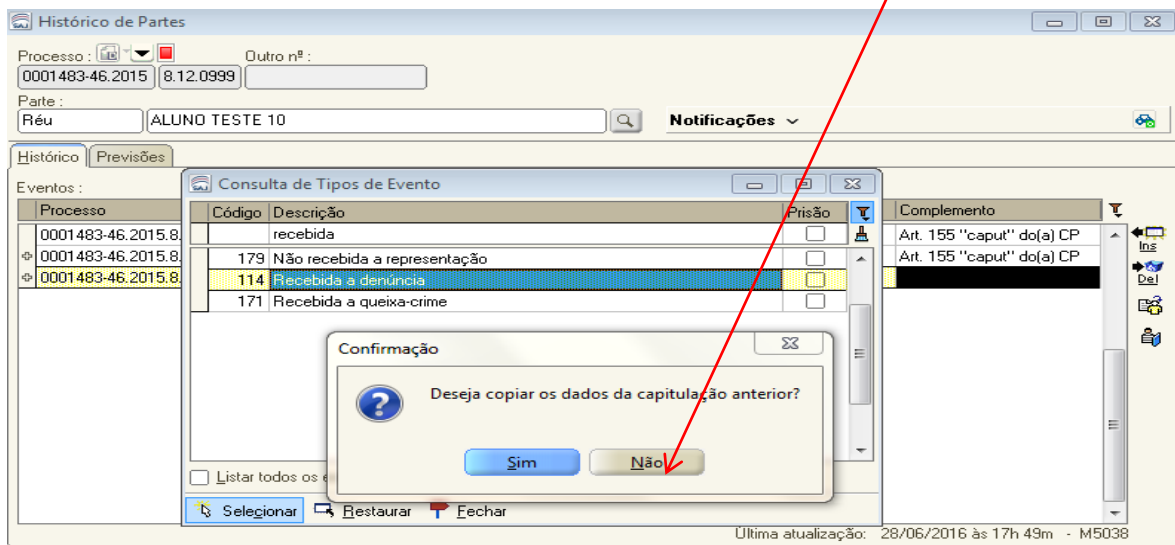 Histórico de Partes
Processo : Outro nº :
0001483-46.2015 8.12.0999
Parte :
Réu ALUNO TESTE 10 Notificações
Histórico Previsões
Eventos : Consulta de Tipos de Evento
Processo Código Descrição Prisão Complemento
recebida
0001483-46.2015.8. Art. 155 "caput" do(a) CP
Ins
0001483-46.2015.8. 179 Não recebida a representação Art. 155 "caput" do(a) CP
0001483-46.2015.8. 114 Recebida a denúncia Del
171 Recebida a queixa-crime
Confirmação
Deseja copiar os dados da capitulação anterior?
Sim Não
Listar todos os
Selecionar Restaurar Fechar
Última atualização: 28/06/2016 às 17h 49m - M5038